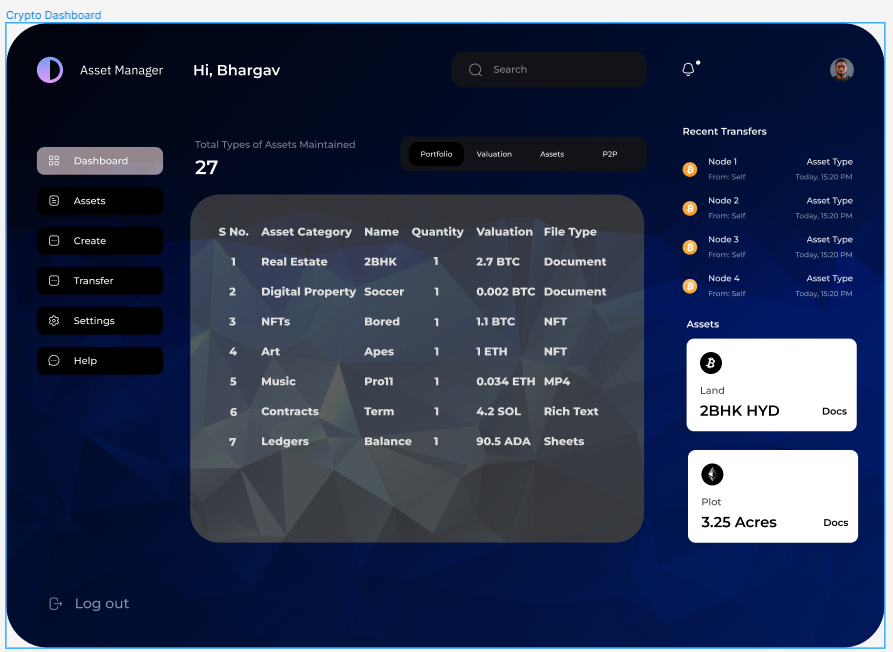 Crypto Dashboard
Asset Manager
Hi, Bhargav
Search
Dashboard
Assets
Create
Transfer
Settings
Help
Log out
Total Types of Assets Maintained
27
Portfolio Valuation Assets P2P
S No. Asset Category Name Quantity Valuation File Type
1 Real Estate 2BHK 1 2.7 BTC Document
2 Digital Property Soccer 1 0.002 BTC Document
3 NFTs Bored 1 1.1 BTC NFT
4 Art Apes 1 1 ETH NFT
5 Music Pro11 1 0.034 ETH MP4
6 Contracts Term 1 4.2 SOL Rich Text
7 Ledgers Balance 1 90.5 ADA Sheets
Recent Transfers
Node 1 Asset Type
From: Self Today, 15:20 PM
Node 2 Asset Type
From: Self Today, 15:20 PM
Node 3 Asset Type
From: Self Today, 15:20 PM
Node 4 Asset Type
From: Self Today, 15:20 PM
Assets
Land
2BHK HYD Docs
Plot
3.25 Acres Docs